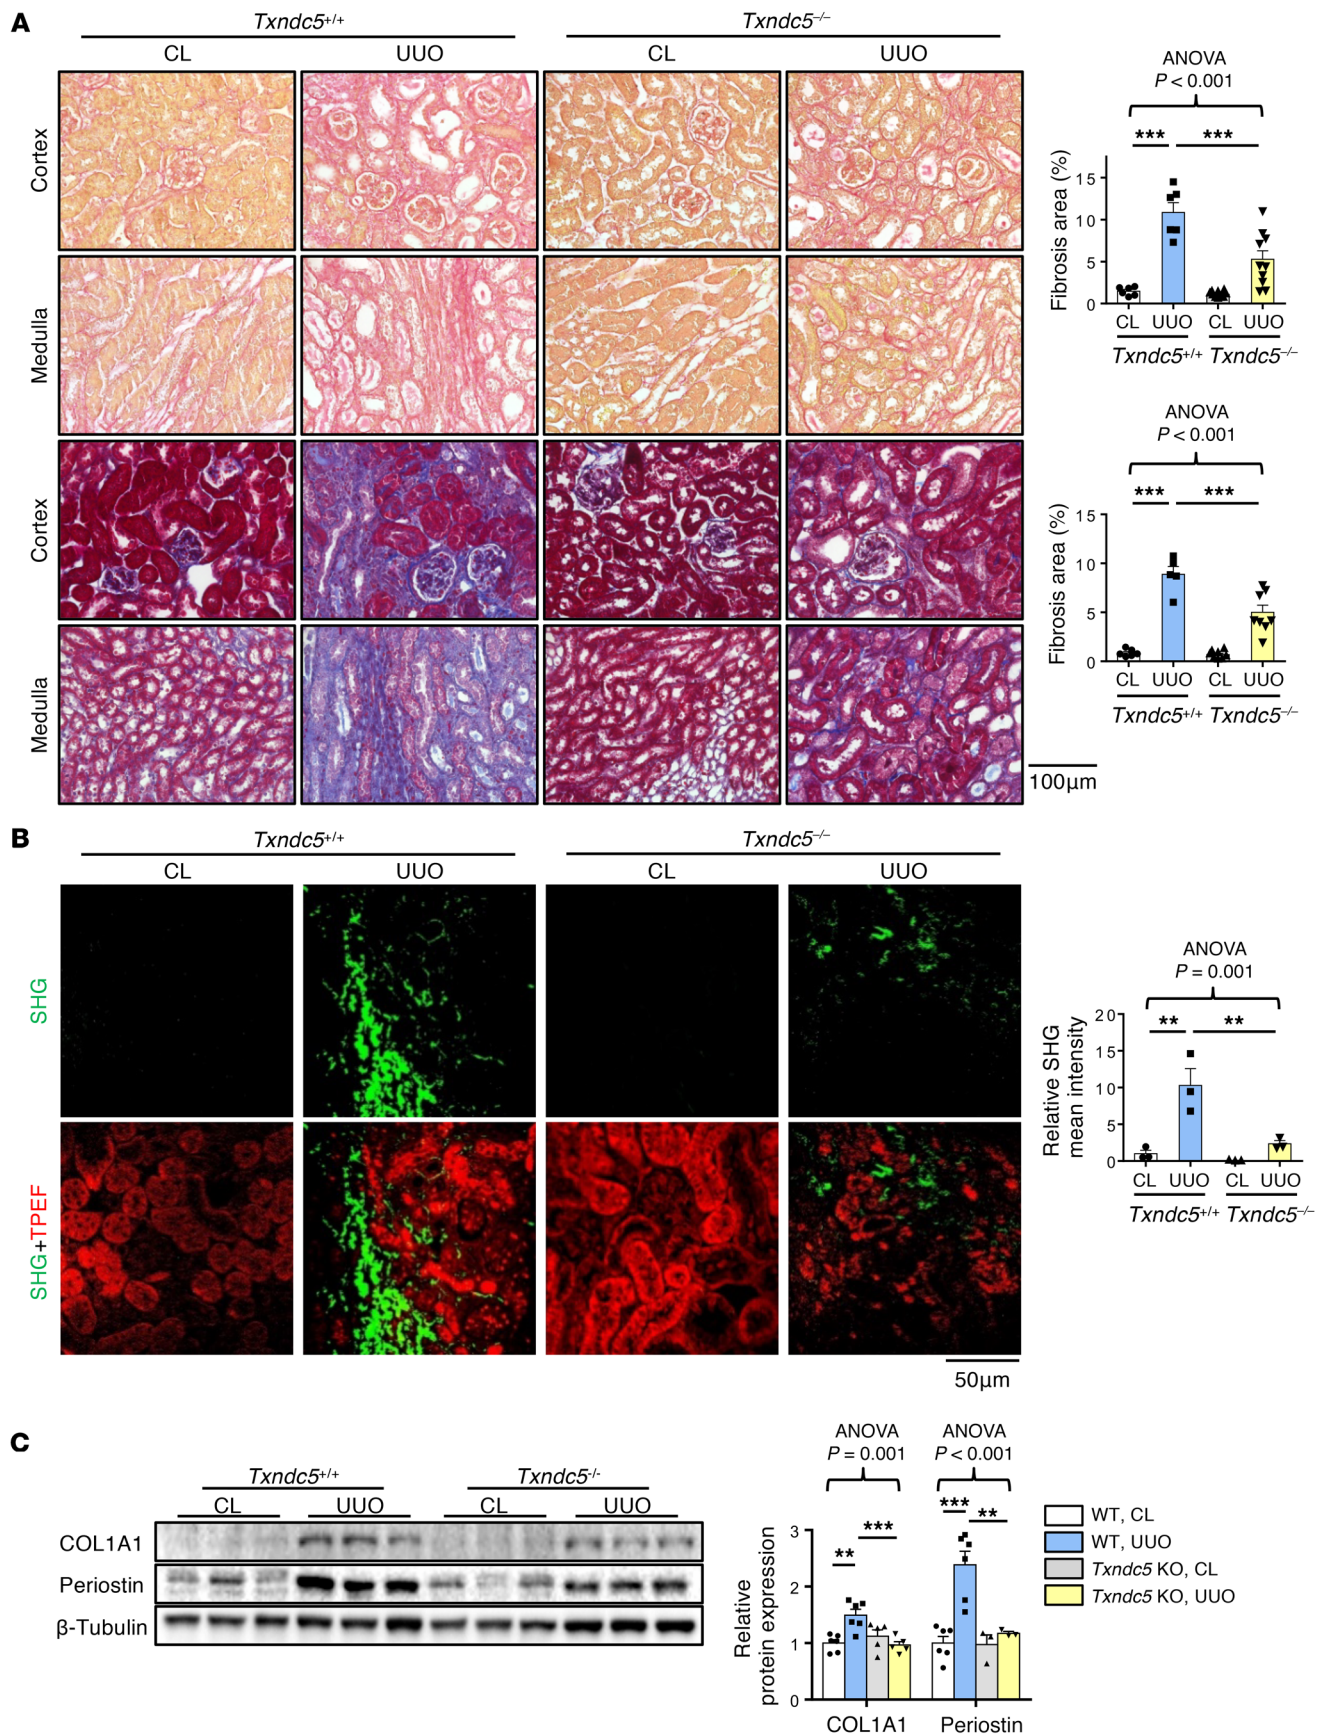 A
Txndc5+/+
Txndc5–/–
CL
UUO
CL
UUO
Cortex
Medulla
Cortex
Medulla
ANOVA
P < 0.001
***
***
Fibrosis area (%)
15
10
5
0
CL
UUO
CL
UUO
Txndc5+/+
Txndc5–/–
ANOVA
P < 0.001
***
***
Fibrosis area (%)
15
10
5
0
CL
UUO
CL
UUO
Txndc5+/+
Txndc5–/–
100μm
B
Txndc5+/+
Txndc5–/–
CL
UUO
CL
UUO
SHG
SHG+TPEF
50μm
ANOVA
P = 0.001
**
**
Relative SHG
mean intensity
20
15
10
5
0
CL
UUO
CL
UUO
Txndc5+/+
Txndc5–/–
C
Txndc5+/+
Txndc5-/-
CL
UUO
CL
UUO
COL1A1
Periostin
β-Tubulin
ANOVA
P = 0.001
ANOVA
P < 0.001
**
***
***
**
Relative
protein expression
3
2
1
0
COL1A1
Periostin
WT, CL
WT, UUO
Txndc5 KO, CL
Txndc5 KO, UUO